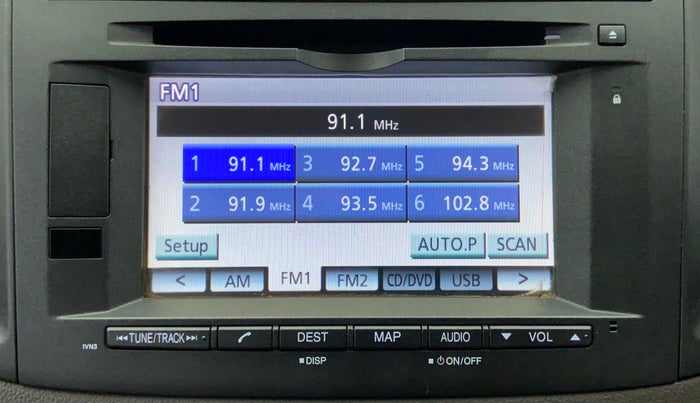 FM1
91.1 MHz
1 91.1 MHz 3 92.7 MHz 5 94.3 MHz
2 91.9 MHz 4 93.5 MHz 6 102.8 MHz
Setup AUTO.P SCAN
< AM FM1 FM2 CD/DVD USB >
1VN3 TUNE/TRACK DEST MAP AUDIO VOL
DISP ON/OFF